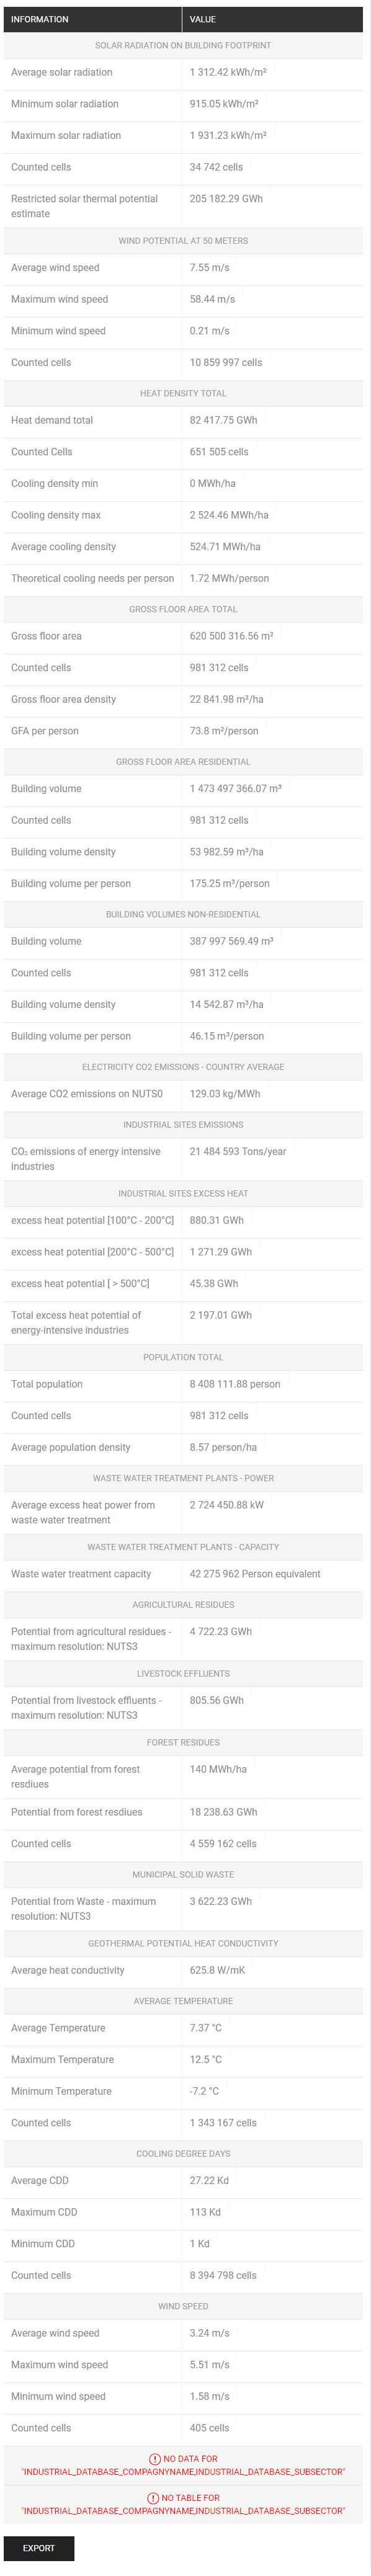 INFORMATION VALUE
SOLAR RADIATION ON BUILDING FOOTPRINT
Average solar radiation 1 312.42 kWh/m²
Minimum solar radiation 915.05 kWh/m²
Maximum solar radiation 1 931.23 kWh/m²
Counted cells 34 742 cells
Restricted solar thermal potential 205 182.29 GWh
estimate
WIND POTENTIAL AT 50 METERS
Average wind speed 7.55 m/s
Maximum wind speed 58.44 m/s
Minimum wind speed 0.21 m/s
Counted cells 10 859 997 cells
HEAT DENSITY TOTAL
Heat demand total 82 417.75 GWh
Counted Cells 651 505 cells
Cooling density min 0 MWh/ha
Cooling density max 2 524.46 MWh/ha
Average cooling density 524.71 MWh/ha
Theoretical cooling needs per person 1.72 MWh/person
GROSS FLOOR AREA TOTAL
Gross floor area 620 500 316.56 m²
Counted cells 981 312 cells
Gross floor area density 22 841.98 m²/ha
GFA per person 73.8 m²/person
GROSS FLOOR AREA RESIDENTIAL
Building volume 1 473 497 366.07 m³
Counted cells 981 312 cells
Building volume density 53 982.59 m³/ha
Building volume per person 175.25 m³/person
BUILDING VOLUMES NON-RESIDENTIAL
Building volume 387 997 569.49 m³
Counted cells 981 312 cells
Building volume density 14 542.87 m³/ha
Building volume per person 46.15 m³/person
ELECTRICITY CO2 EMISSIONS - COUNTRY AVERAGE
Average CO2 emissions on NUTS0 129.03 kg/MWh
INDUSTRIAL SITES EMISSIONS
CO₂ emissions of energy intensive 21 484 593 Tons/year
industries
INDUSTRIAL SITES EXCESS HEAT
excess heat potential [100°C - 200°C] 880.31 GWh
excess heat potential [200°C - 500°C] 1 271.29 GWh
excess heat potential [ > 500°C] 45.38 GWh
Total excess heat potential of 2 197.01 GWh
energy-intensive industries
POPULATION TOTAL
Total population 8 408 111.88 person
Counted cells 981 312 cells
Average population density 8.57 person/ha
WASTE WATER TREATMENT PLANTS - POWER
Average excess heat power from 2 724 450.88 kW
waste water treatment
WASTE WATER TREATMENT PLANTS - CAPACITY
Waste water treatment capacity 42 275 962 Person equivalent
AGRICULTURAL RESIDUES
Potential from agricultural residues - 4 722.23 GWh
maximum resolution: NUTS3
LIVESTOCK EFFLUENTS
Potential from livestock effluents - 805.56 GWh
maximum resolution: NUTS3
FOREST RESIDUES
Average potential from forest 140 MWh/ha
resdiues
Potential from forest resdiues 18 238.63 GWh
Counted cells 4 559 162 cells
MUNICIPAL SOLID WASTE
Potential from Waste - maximum 3 622.23 GWh
resolution: NUTS3
GEOTHERMAL POTENTIAL HEAT CONDUCTIVITY
Average heat conductivity 625.8 W/mK
AVERAGE TEMPERATURE
Average Temperature 7.37 °C
Maximum Temperature 12.5 °C
Minimum Temperature -7.2 °C
Counted cells 1 343 167 cells
COOLING DEGREE DAYS
Average CDD 27.22 Kd
Maximum CDD 113 Kd
Minimum CDD 1 Kd
Counted cells 8 394 798 cells
WIND SPEED
Average wind speed 3.24 m/s
Maximum wind speed 5.51 m/s
Minimum wind speed 1.58 m/s
Counted cells 405 cells
NO DATA FOR
"INDUSTRIAL_DATABASE_COMPAGNYNAME,INDUSTRIAL_DATABASE_SUBSECTOR"
NO TABLE FOR
"INDUSTRIAL_DATABASE_COMPAGNYNAME,INDUSTRIAL_DATABASE_SUBSECTOR"
EXPORT